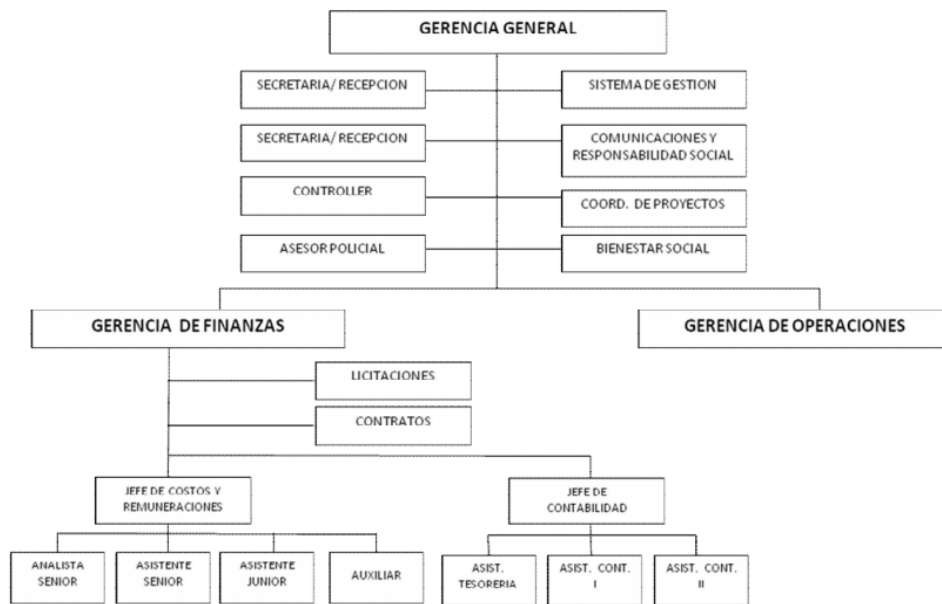 GERENCIA GENERAL
SECRETARIA/ RECEPCION
SISTEMA DE GESTION
SECRETARIA/ RECEPCION
COMUNICACIONES Y
RESPONSABILIDAD SOCIAL
CONTROLLER
COORD. DE PROYECTOS
ASESOR POLICIAL
BIENESTAR SOCIAL
GERENCIA DE FINANZAS
GERENCIA DE OPERACIONES
LICITACIONES
CONTRATOS
JEFE DE COSTOS Y
REMUNERACIONES
JEFE DE
CONTABILIDAD
ANALISTA
SENIOR
ASISTENTE
SENIOR
ASISTENTE
JUNIOR
AUXILIAR
ASIST.
TESORERIA
ASIST. CONT.
I
ASIST. CONT.
II